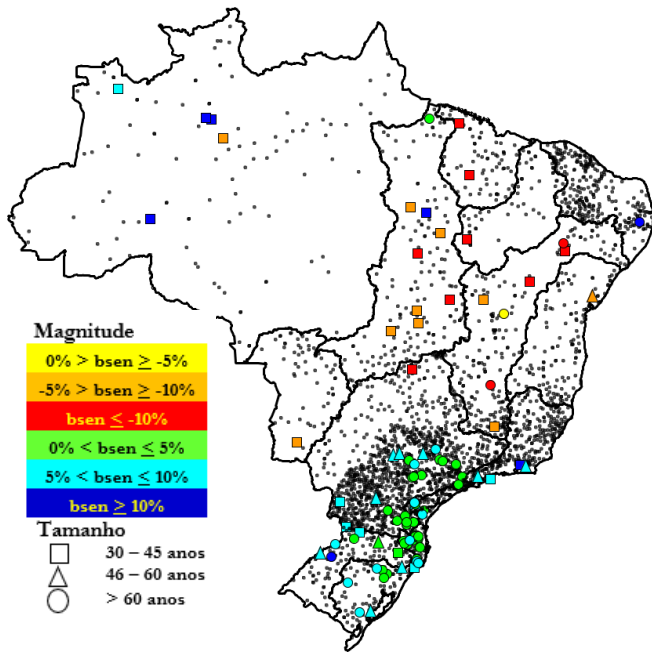 Magnitude
0% > bsen ≥ -5%
-5% > bsen ≥ -10%
bsen ≤ -10%
0% < bsen ≤ 5%
5% < bsen ≤ 10%
bsen ≥ 10%
Tamanho
30 – 45 anos
46 – 60 anos
> 60 anos